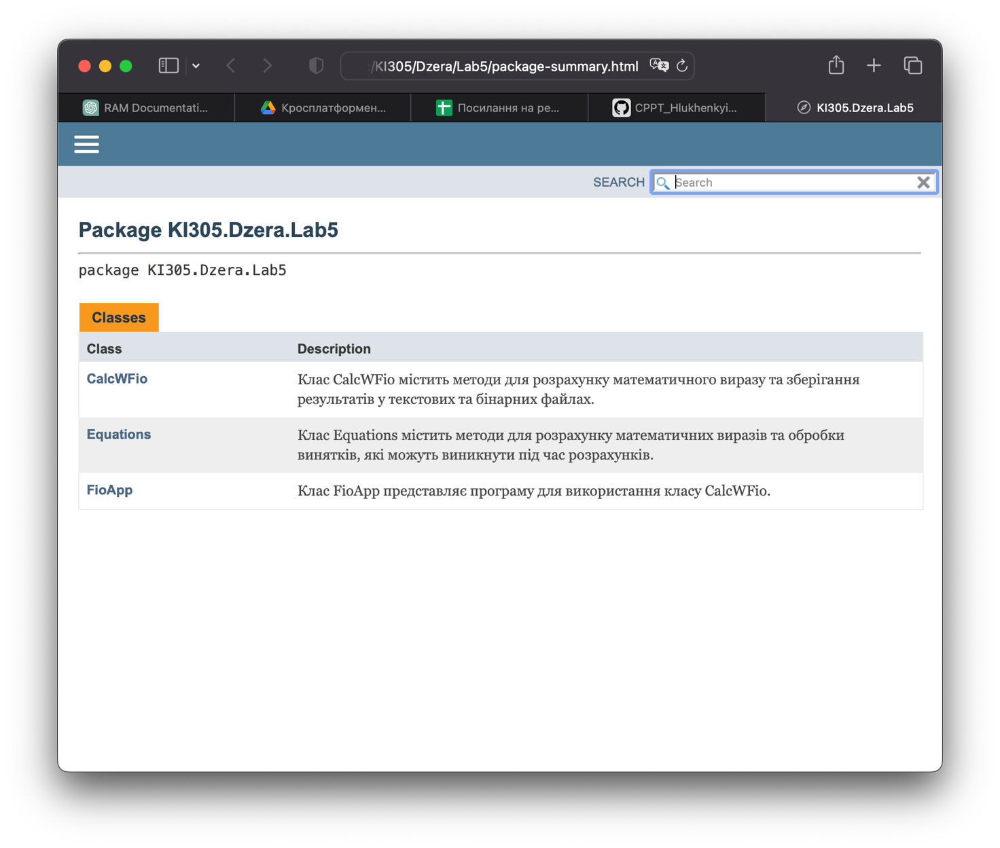 :/KI305/Dzera/Lab5/package-summary.html
RAM Documentati...
Кросплатформен...
Посилання на ре...
CPPT_Hlukhenkyi...
KI305.Dzera.Lab5
SEARCH
Search
Package KI305.Dzera.Lab5
package KI305.Dzera.Lab5
Classes
Class Description
CalcWFio Клас CalcWFio містить методи для розрахунку математичного виразу та зберігання
результатів у текстових та бінарних файлах.
Equations Клас Equations містить методи для розрахунку математичних виразів та обробки
винятків, які можуть виникнути під час розрахунків.
FioApp Клас FioApp представляє програму для використання класу CalcWFio.